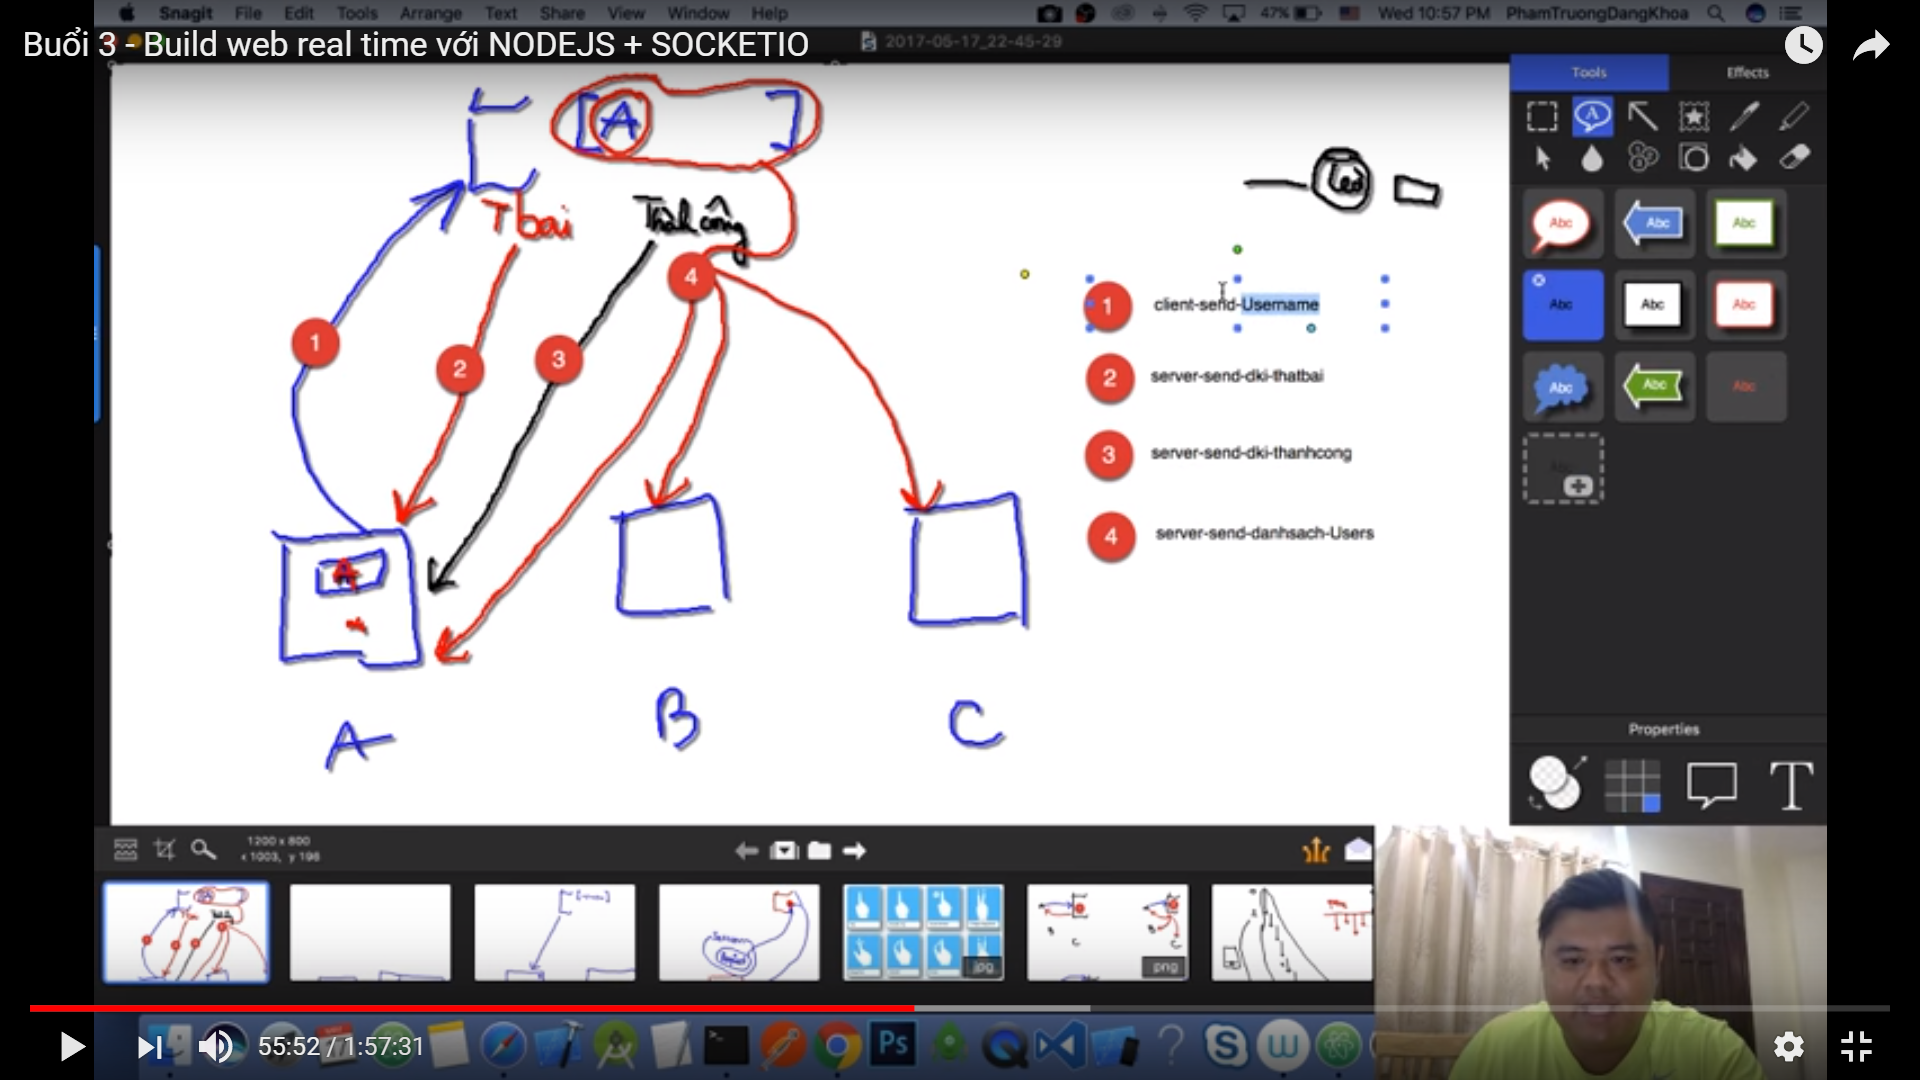 Snagit File Edit Tools Arrange Text Share View Window Help 47% Wed 10:57 PM PhamTruongDangKhoa
Buổi 3 - Build web real time với NODEJS + SOCKETIO
2017-05-17_22-45-29
Tools Effects
[ A ]
Tbai
Thành công
Led
1
2
3
4
1 client-send-Username
2 server-send-dki-thatbai
3 server-send-dki-thanhcong
4 server-send-danhsach-Users
A
A B C
A
Abc Abc Abc
Abc Abc Abc
Abc Abc Abc
Abc
Properties
T
1200 x 800
x 1003, y 198
jpg
png
55:52 / 1:57:31
Ps
S
W